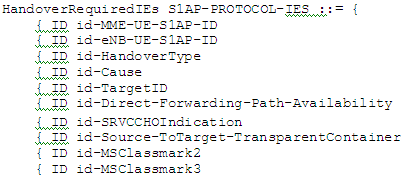 HandoverRequiredIEs S1AP-PROTOCOL-IES ::= {
{ ID id-MME-UE-S1AP-ID
{ ID id-eNB-UE-S1AP-ID
{ ID id-HandoverType
{ ID id-Cause
{ ID id-TargetID
{ ID id-Direct-Forwarding-Path-Availability
{ ID id-SRVCCHOIndication
{ ID id-Source-ToTarget-TransparentContainer
{ ID id-MSClassmark2
{ ID id-MSClassmark3